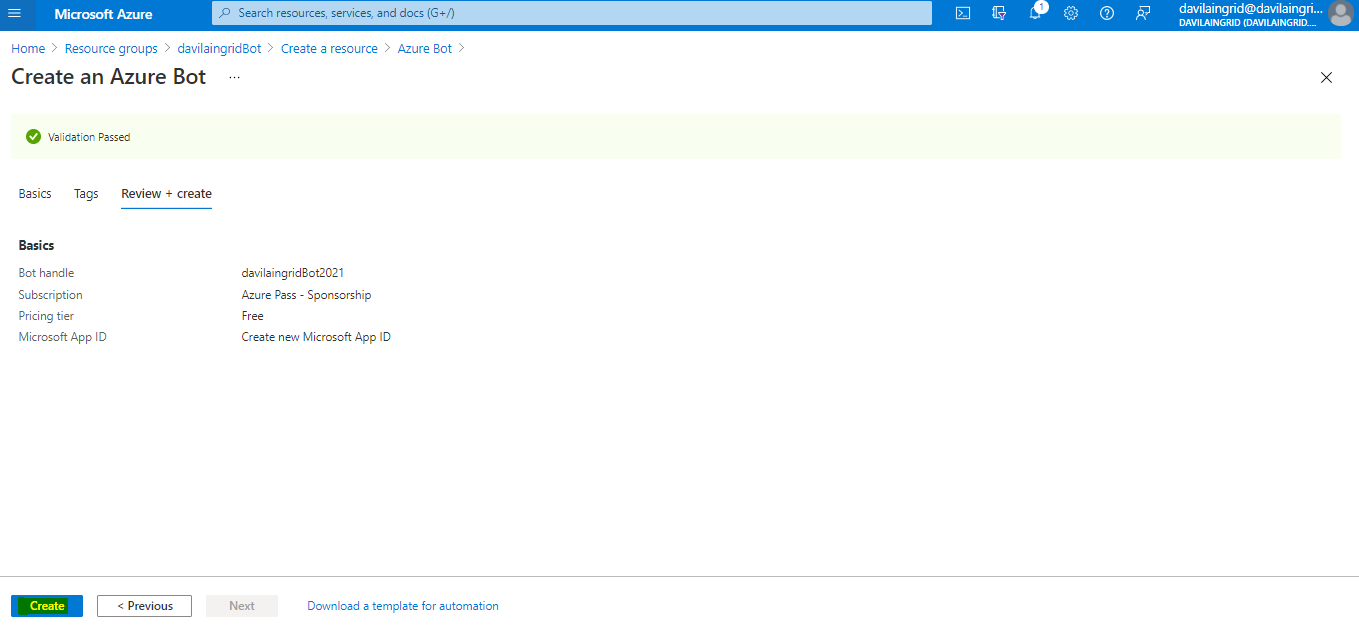 Microsoft Azure
Search resources, services, and docs (G+/)
1
davilaingrid@davilaingri...
DAVILAINGRID (DAVILAINGRID....
Home > Resource groups > davilaingridBot > Create a resource > Azure Bot >
Create an Azure Bot ...
Validation Passed
Basics Tags Review + create
Basics
Bot handle davilaingridBot2021
Subscription Azure Pass - Sponsorship
Pricing tier Free
Microsoft App ID Create new Microsoft App ID
Create < Previous Next Download a template for automation